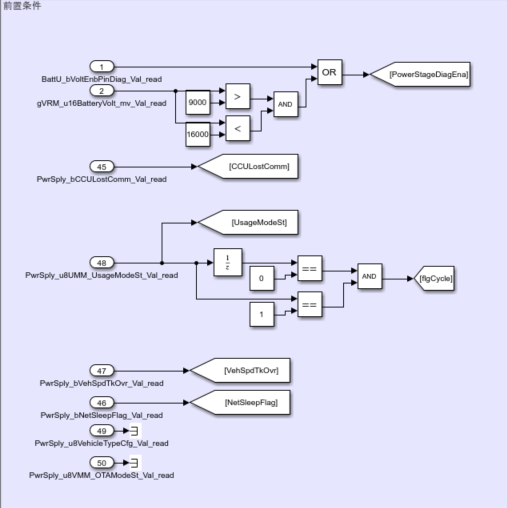 前置条件
1
BattU_bVoltEnbPinDiag_Val_read
2
gVRM_u16BatteryVolt_mv_Val_read
9000
>
16000
<
AND
OR
[PowerStageDiagEna]
45
PwrSply_bCCULostComm_Val_read
[CCULostComm]
[UsageModeSt]
48
PwrSply_u8UMM_UsageModeSt_Val_read
1
z
0
==
1
==
AND
[flgCycle]
47
PwrSply_bVehSpdTkOvr_Val_read
[VehSpdTkOvr]
46
PwrSply_bNetSleepFlag_Val_read
[NetSleepFlag]
49
PwrSply_u8VehicleTypeCfg_Val_read
50
PwrSply_u8VMM_OTAModeSt_Val_read